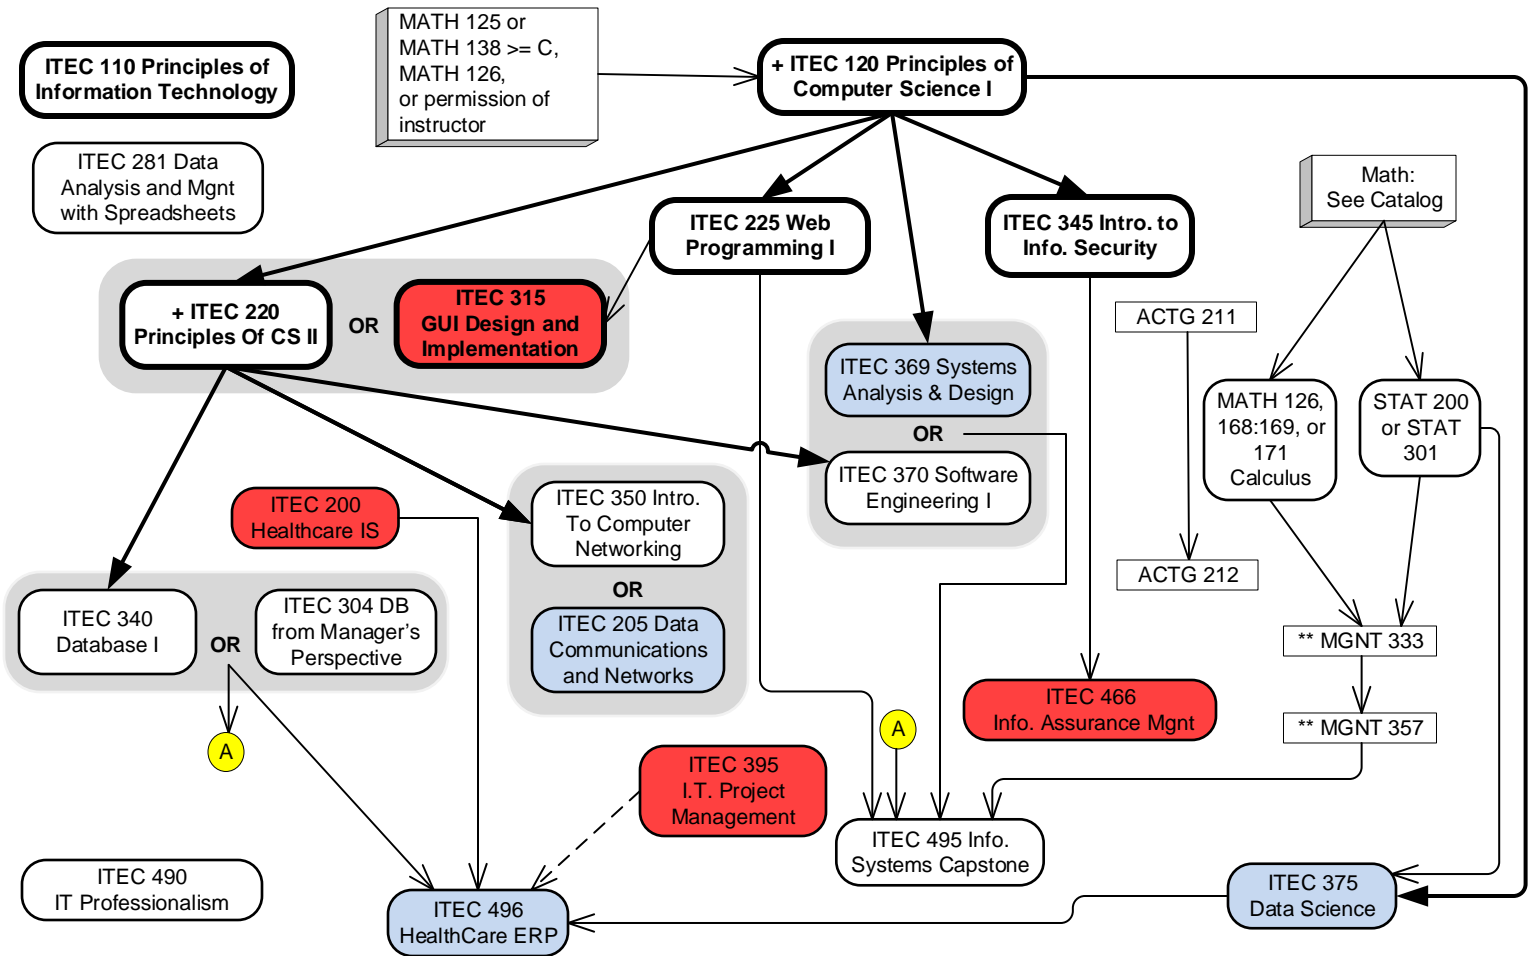 MATH 125 or
MATH 138 >= C,
MATH 126,
or permission of
instructor
ITEC 110 Principles of
Information Technology
+ ITEC 120 Principles of
Computer Science I
ITEC 281 Data
Analysis and Mgnt
with Spreadsheets
Math:
See Catalog
ITEC 225 Web
Programming I
ITEC 345 Intro. to
Info. Security
+ ITEC 220
Principles Of CS II
OR
ITEC 315
GUI Design and
Implementation
ACTG 211
ITEC 369 Systems
Analysis & Design
OR
ITEC 370 Software
Engineering I
MATH 126,
168:169, or
171
Calculus
STAT 200
or STAT
301
ITEC 200
Healthcare IS
ITEC 350 Intro.
To Computer
Networking
OR
ITEC 205 Data
Communications
and Networks
ACTG 212
ITEC 340
Database I
OR
ITEC 304 DB
from Manager's
Perspective
** MGNT 333
ITEC 466
Info. Assurance Mgnt
** MGNT 357
A
A
ITEC 395
I.T. Project
Management
ITEC 495 Info.
Systems Capstone
ITEC 490
IT Professionalism
ITEC 496
HealthCare ERP
ITEC 375
Data Science